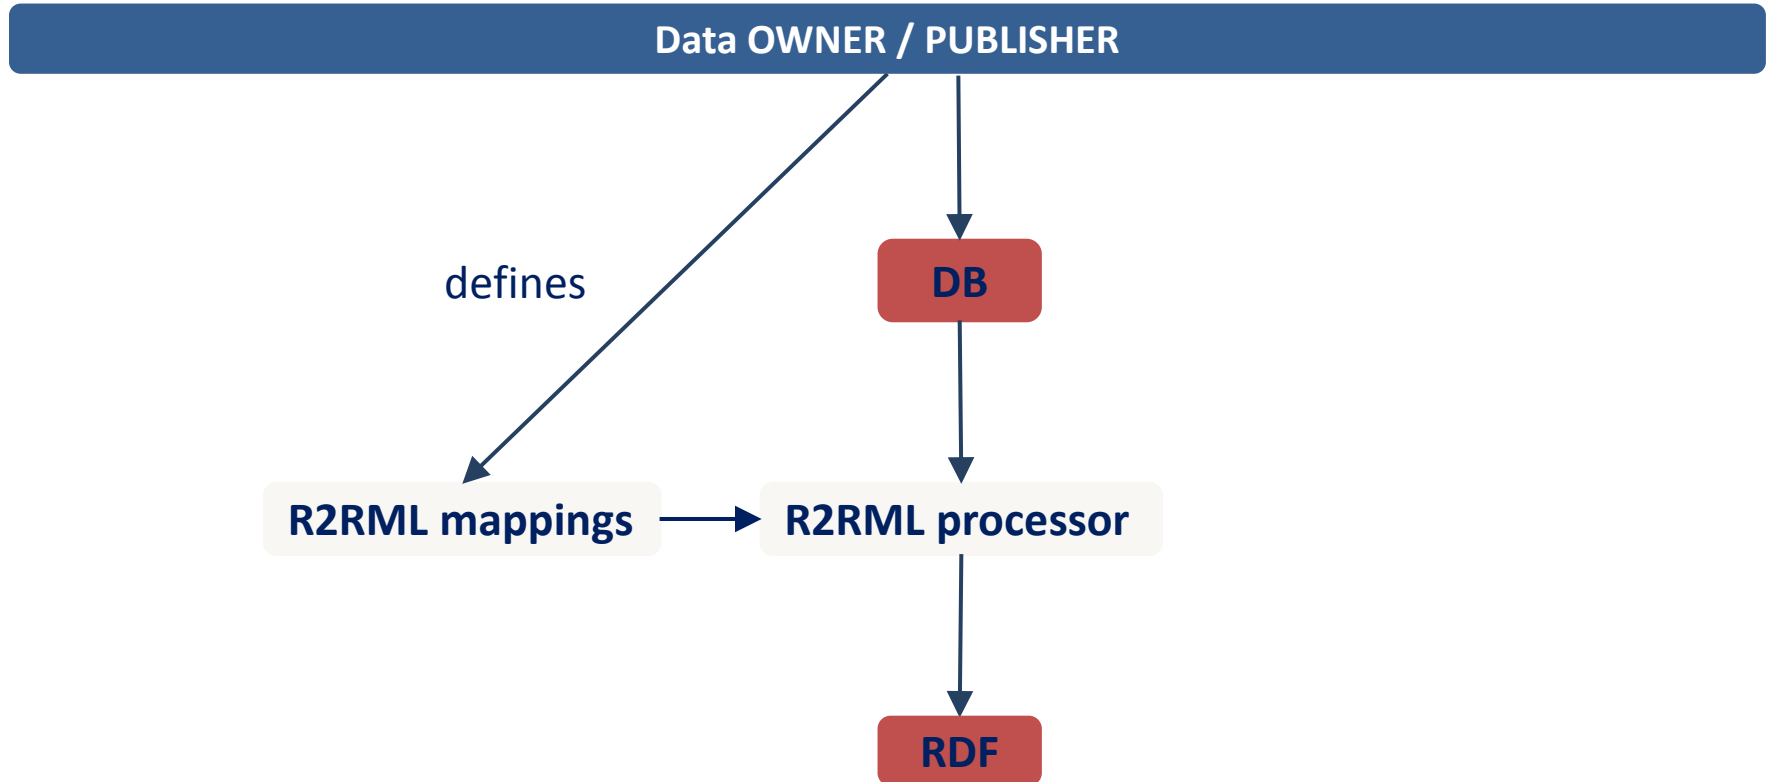 Data OWNER / PUBLISHER
defines
DB
R2RML mappings
R2RML processor
RDF